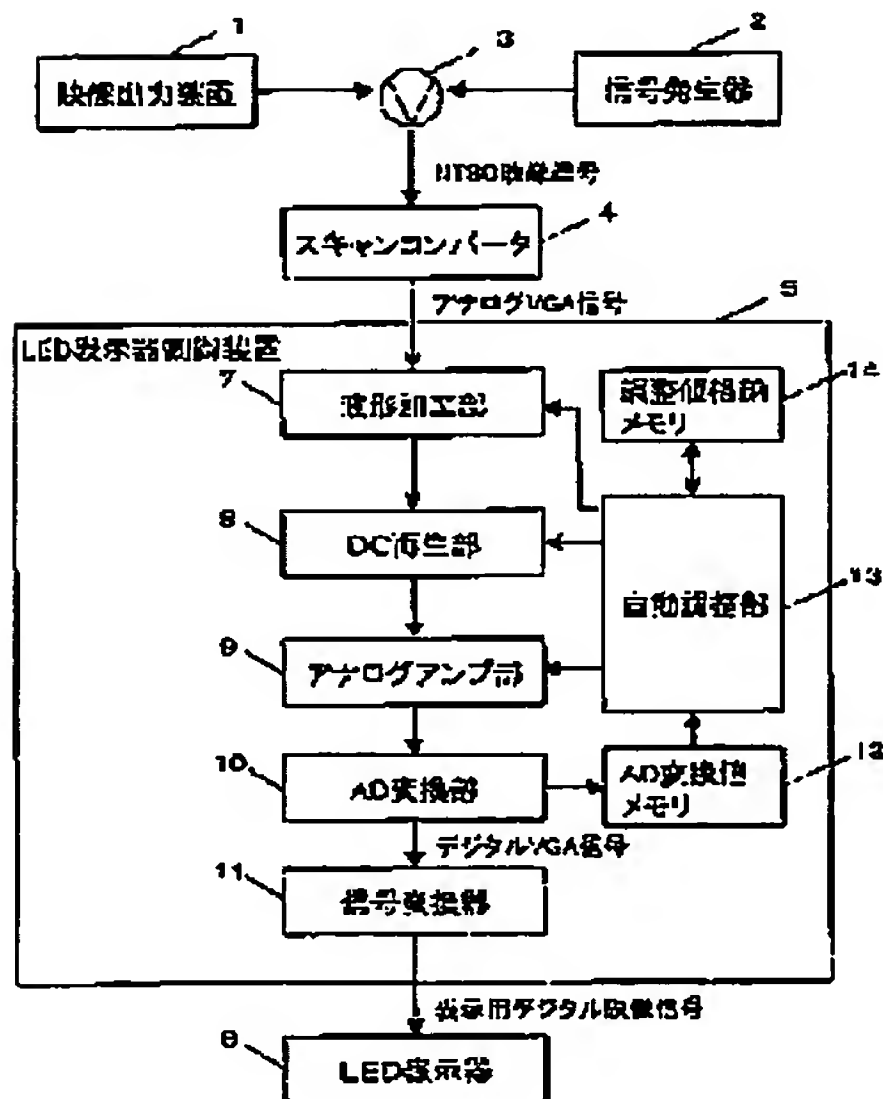 1
3
2
映像出力装置
信号発生器
NTSC映像信号
4
スキャンコンバータ
アナログVGA信号
5
LED表示器制御装置
7
波形加工部
14
調整値格納
メモリ
8
DC再生部
13
自動調整部
9
アナログアンプ部
10
AD変換部
12
AD変換値
メモリ
デジタルVGA信号
11
信号変換器
表示用デジタル映像信号
6
LED表示器